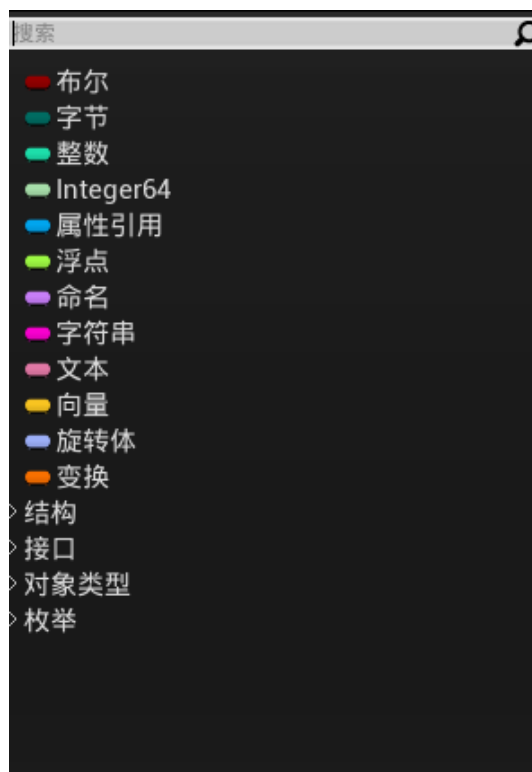 搜索
布尔
字节
整数
Integer64
属性引用
浮点
命名
字符串
文本
向量
旋转体
变换
结构
接口
对象类型
枚举